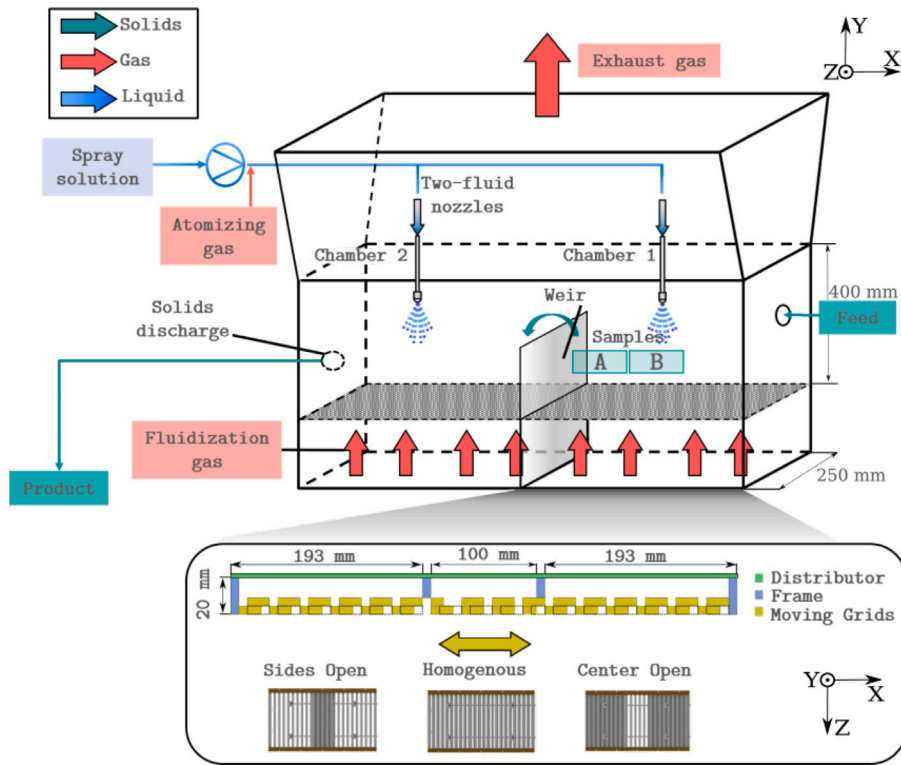 Solids
Gas
Liquid
Exhaust gas
Y
X
Z
Spray
solution
Atomizing
gas
Two-fluid
nozzles
Chamber 2
Chamber 1
Weir
400 mm
Feed
Solids
discharge
Samples
A
B
Fluidization
gas
Product
250 mm
193 mm
100 mm
193 mm
20 mm
Distributor
Frame
Moving Grids
Sides Open
Homogenous
Center Open
Y
X
Z